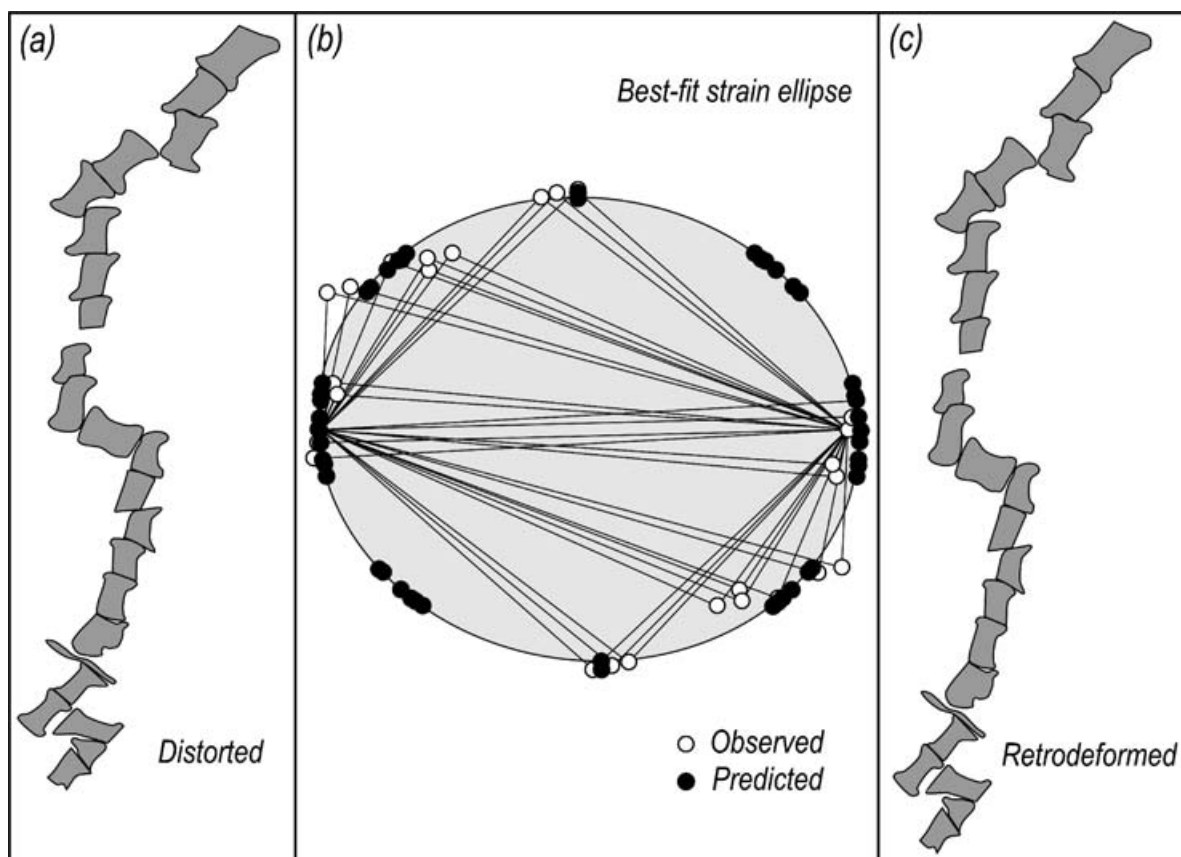 (a)
Distorted
(b)
Best-fit strain ellipse
Observed
Predicted
(c)
Retrodeformed